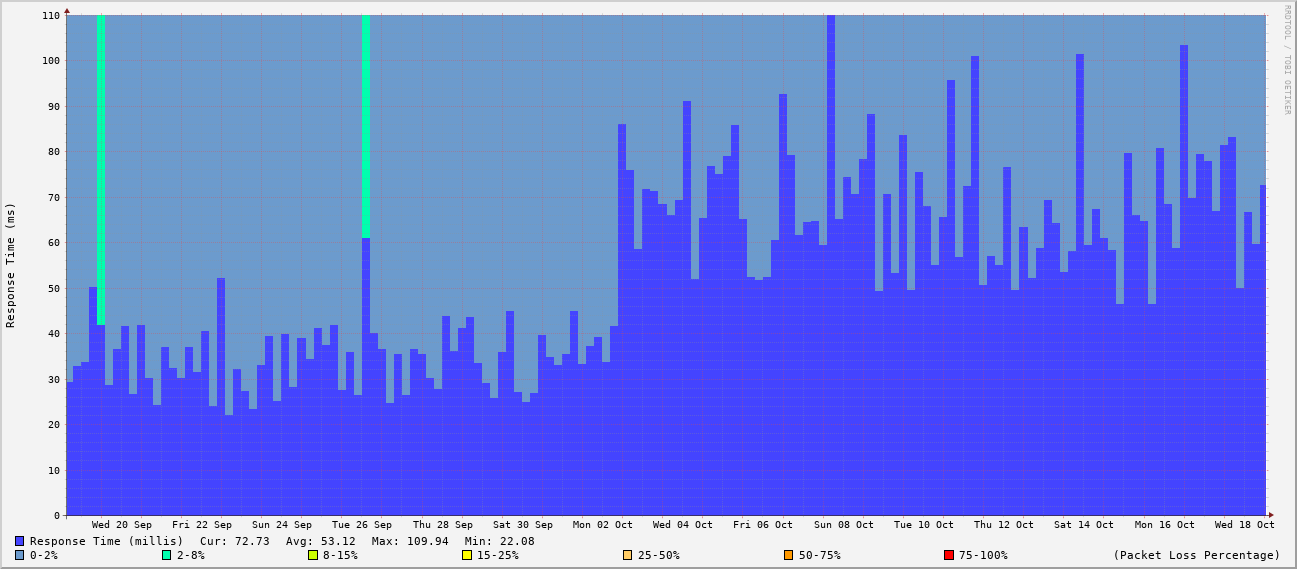 110
100
90
80
70
60
50
40
30
20
10
0
Response Time (ms)
RRDTOOL / TOBI OETIKER
Wed 20 Sep Fri 22 Sep Sun 24 Sep Tue 26 Sep Thu 28 Sep Sat 30 Sep Mon 02 Oct Wed 04 Oct Fri 06 Oct Sun 08 Oct Tue 10 Oct Thu 12 Oct Sat 14 Oct Mon 16 Oct Wed 18 Oct
Response Time (millis) Cur: 72.73 Avg: 53.12 Max: 109.94 Min: 22.08
0-2% 2-8% 8-15% 15-25% 25-50% 50-75% 75-100% (Packet Loss Percentage)